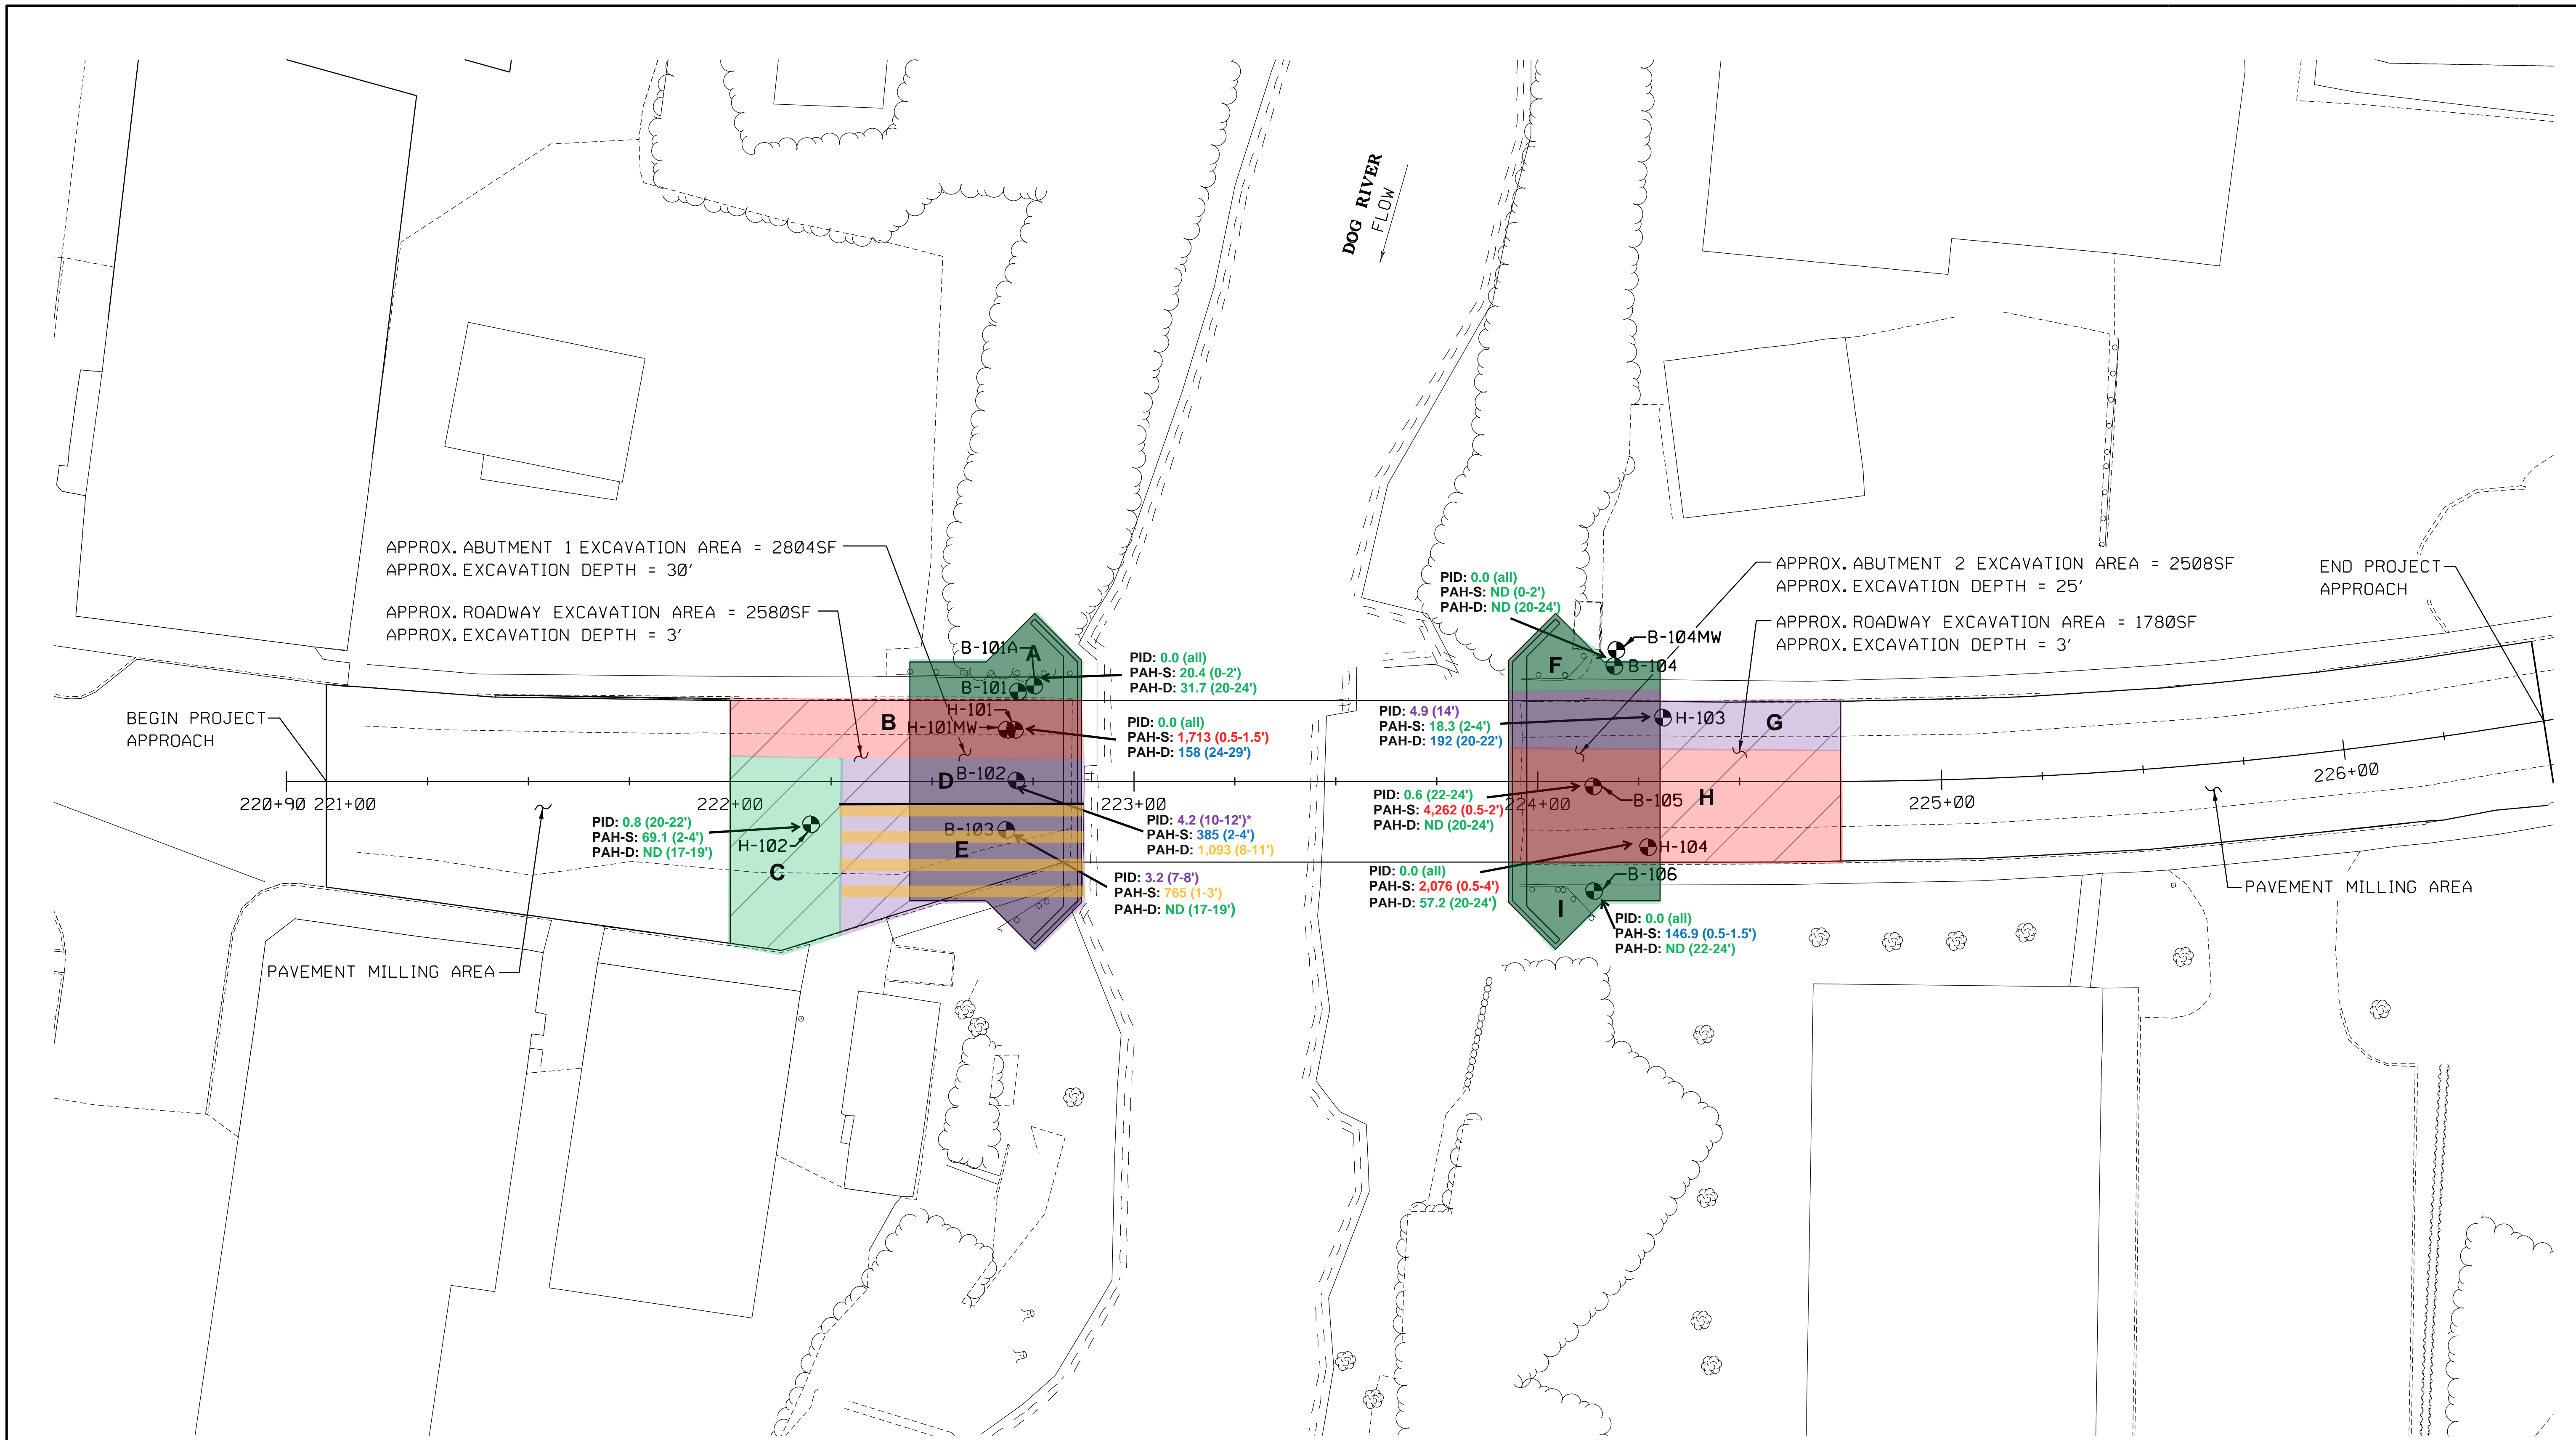 DOG RIVER
FLOW
APPROX. ABUTMENT 1 EXCAVATION AREA = 2804SF
APPROX. EXCAVATION DEPTH = 30'
APPROX. ROADWAY EXCAVATION AREA = 2580SF
APPROX. EXCAVATION DEPTH = 3'
APPROX. ABUTMENT 2 EXCAVATION AREA = 2508SF
APPROX. EXCAVATION DEPTH = 25'
APPROX. ROADWAY EXCAVATION AREA = 1780SF
APPROX. EXCAVATION DEPTH = 3'
END PROJECT
APPROACH
BEGIN PROJECT
APPROACH
PID: 0.0 (all)
PAH-S: ND (0-2')
PAH-D: ND (20-24')
B-104MW
B-104
F
B-101A
A
B-101
PID: 0.0 (all)
PAH-S: 20.4 (0-2')
PAH-D: 31.7 (20-24')
H-101
H-101MW
B
PID: 0.0 (all)
PAH-S: 1,713 (0.5-1.5')
PAH-D: 158 (24-29')
PID: 4.9 (14')
PAH-S: 18.3 (2-4')
PAH-D: 192 (20-22')
H-103
G
D
B-102
220+90
221+00
222+00
223+00
224+00
225+00
226+00
PID: 4.2 (10-12')*
PAH-S: 385 (2-4')
PAH-D: 1,093 (8-11')
PID: 0.6 (22-24')
PAH-S: 4,262 (0.5-2')
PAH-D: ND (20-24')
B-105
H
PID: 0.8 (20-22')
PAH-S: 69.1 (2-4')
PAH-D: ND (17-19')
H-102
C
B-103
E
PID: 3.2 (7-8')
PAH-S: 765 (1-3')
PAH-D: ND (17-19')
PID: 0.0 (all)
PAH-S: 2,076 (0.5-4')
PAH-D: 57.2 (20-24')
H-104
B-106
I
PID: 0.0 (all)
PAH-S: 146.9 (0.5-1.5')
PAH-D: ND (22-24')
PAVEMENT MILLING AREA
PAVEMENT MILLING AREA